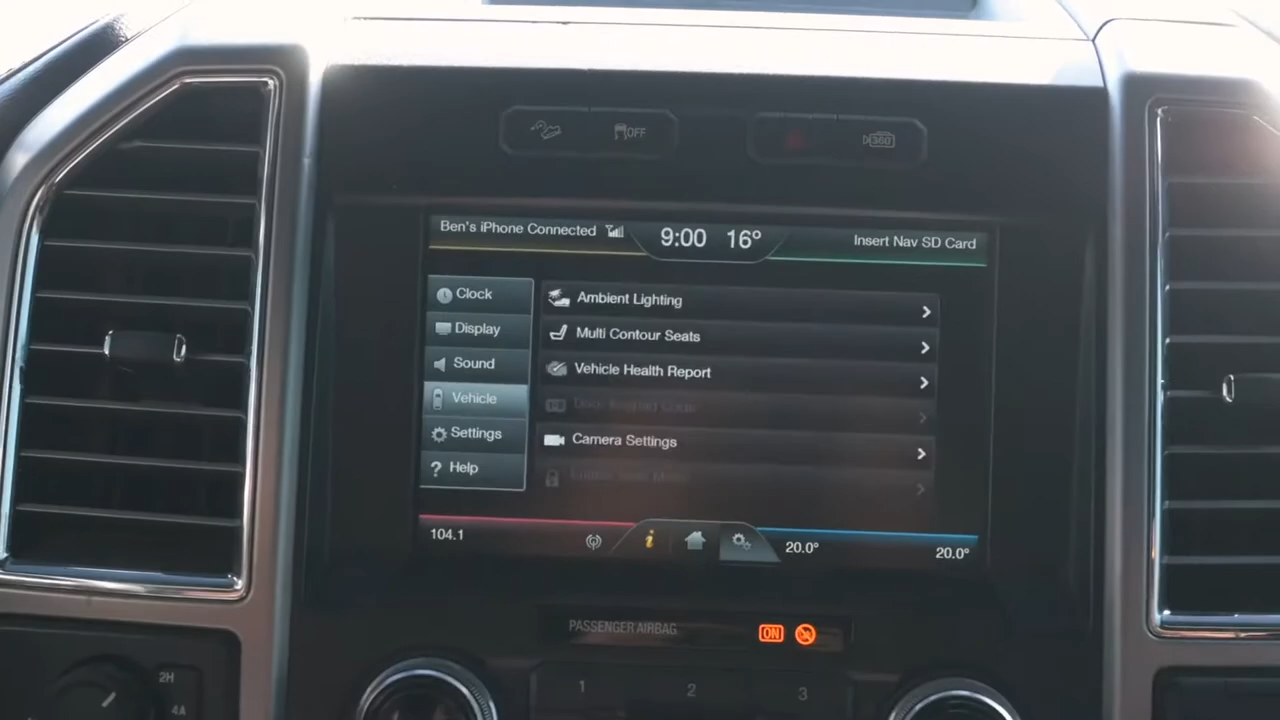 OFF
360
Ben's iPhone Connected
9:00 16°
Insert Nav SD Card
Clock
Display
Sound
Vehicle
Settings
? Help
Ambient Lighting
Multi Contour Seats
Vehicle Health Report
Camera Settings
104.1
i
20.0°
20.0°
PASSENGER AIRBAG
ON
1 2 3
2H
4A